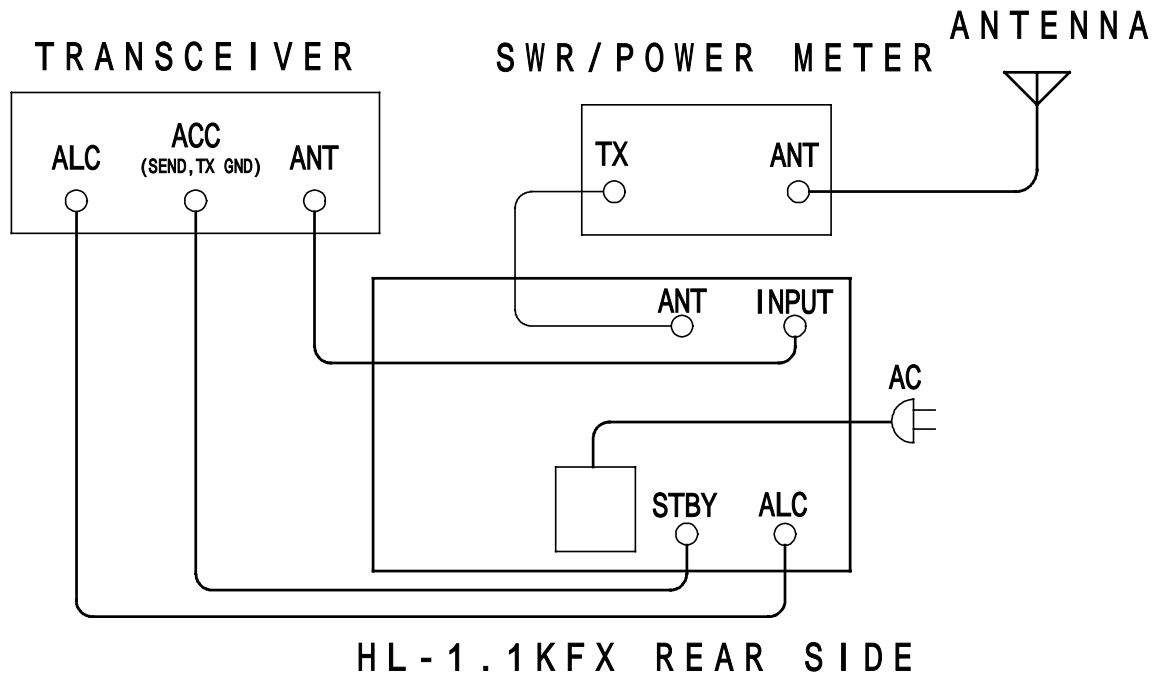 ANTENNA
TRANSCEIVER
SWR/POWER METER
ALC
ACC
(SEND,TX GND)
ANT
TX
ANT
ANT
INPUT
AC
STBY
ALC
HL-1.1KFX REAR SIDE